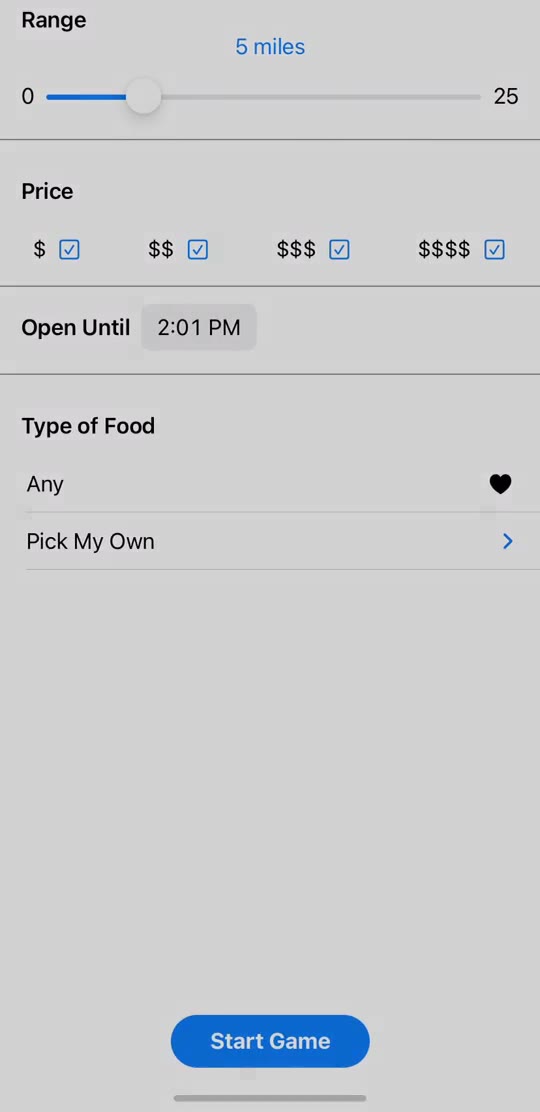 Range
5 miles
0 25
Price
$ $$ $$$ $$$$
Open Until 2:01 PM
Type of Food
Any
Pick My Own
Start Game